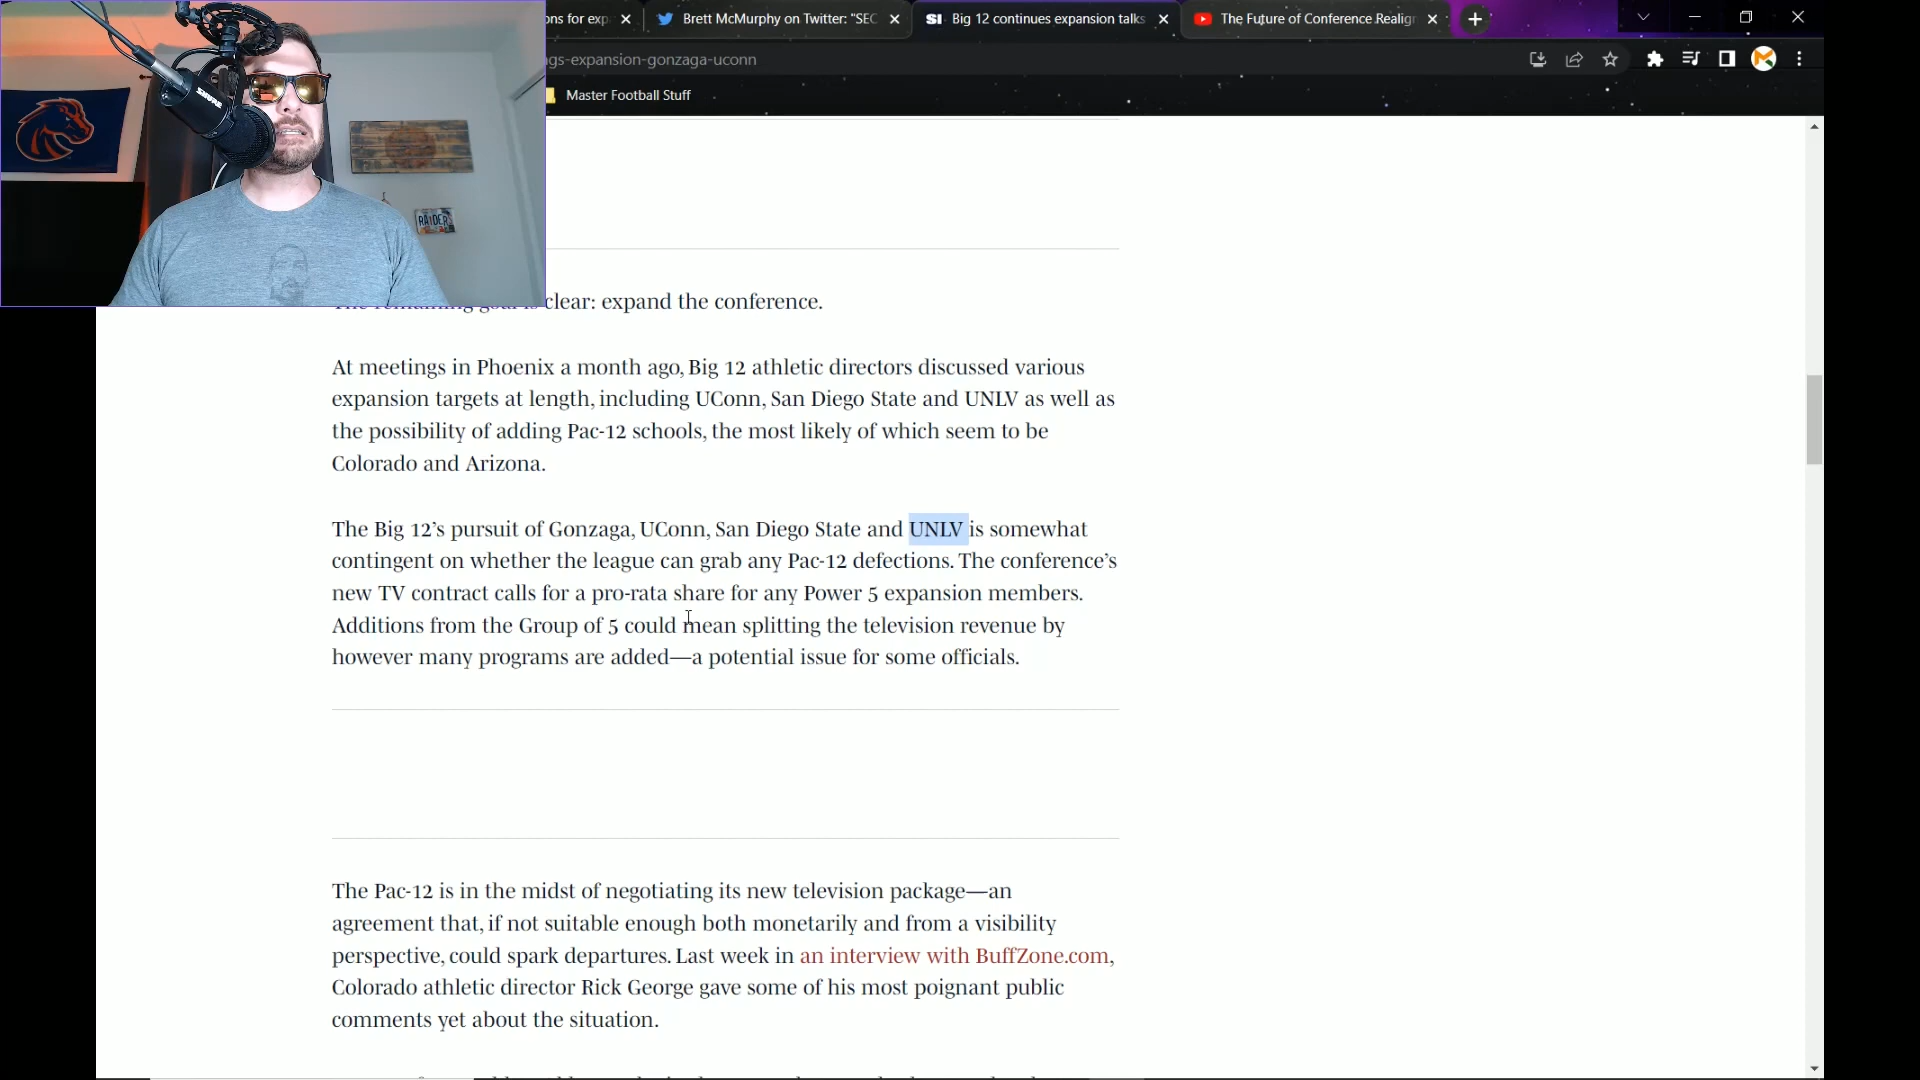 ons for exp
Brett McMurphy on Twitter: "SEC
SI Big 12 continues expansion talks
The Future of Conference Realign
gs-expansion-gonzaga-uconn
Master Football Stuff
SHURE
RAIDER
clear: expand the conference.
At meetings in Phoenix a month ago, Big 12 athletic directors discussed various
expansion targets at length, including UConn, San Diego State and UNLV as well as
the possibility of adding Pac-12 schools, the most likely of which seem to be
Colorado and Arizona.
The Big 12’s pursuit of Gonzaga, UConn, San Diego State and UNLV is somewhat
contingent on whether the league can grab any Pac-12 defections. The conference’s
new TV contract calls for a pro-rata share for any Power 5 expansion members.
Additions from the Group of 5 could mean splitting the television revenue by
however many programs are added—a potential issue for some officials.
The Pac-12 is in the midst of negotiating its new television package—an
agreement that, if not suitable enough both monetarily and from a visibility
perspective, could spark departures. Last week in an interview with BuffZone.com,
Colorado athletic director Rick George gave some of his most poignant public
comments yet about the situation.